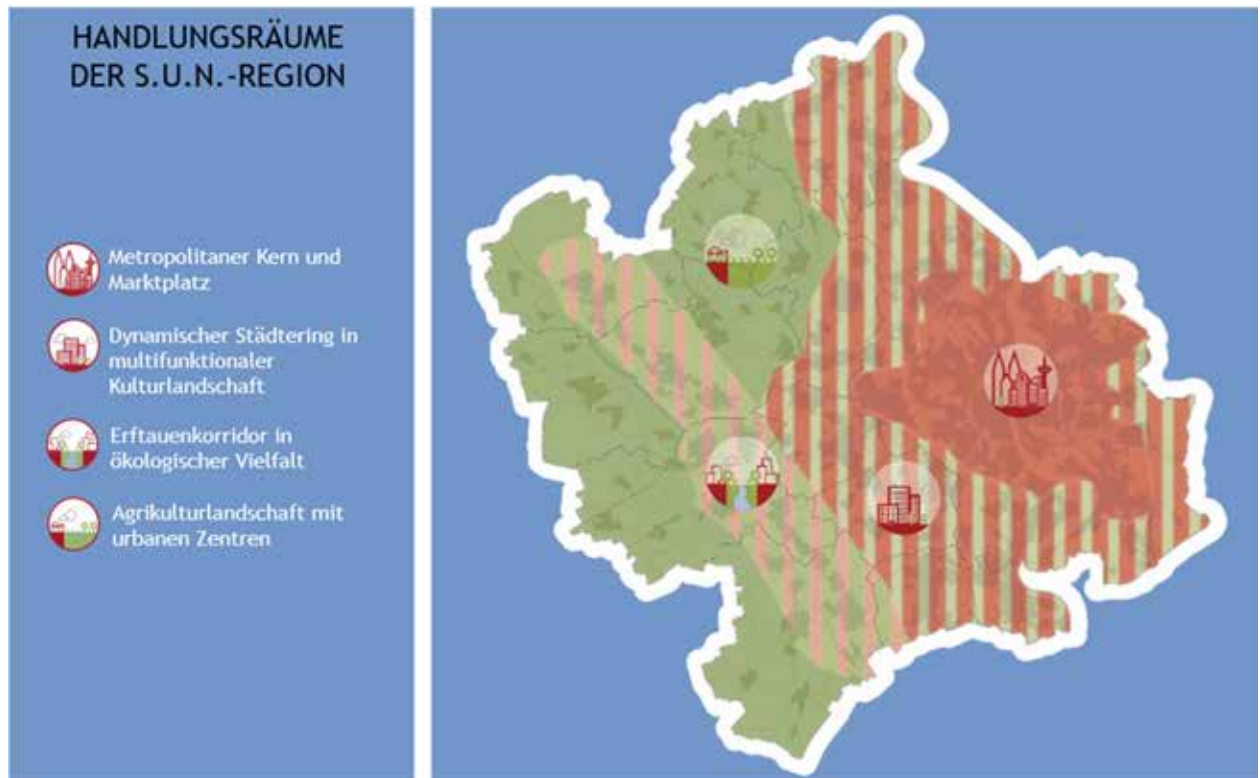 HANDLUNGSRÄUME
DER S.U.N.-REGION
Metropolitaner Kern und
Marktplatz
Dynamischer Städtering in
multifunktionaler
Kulturlandschaft
Erftauenkorridor in
ökologischer Vielfalt
Agrikulturlandschaft mit
urbanen Zentren